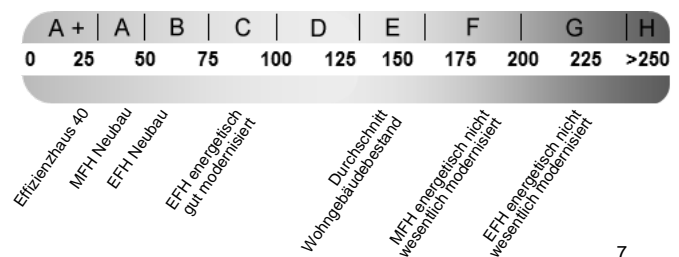 A + | A | B | C | D | E | F | G | H
0 25 50 75 100 125 150 175 200 225 >250
Effizienzhaus 40
MFH Neubau
EFH Neubau
EFH energetisch
gut modernisiert
Durchschnitt
Wohngebäudebestand
MFH energetisch nicht
wesentlich modernisiert
EFH energetisch nicht
wesentlich modernisiert
7